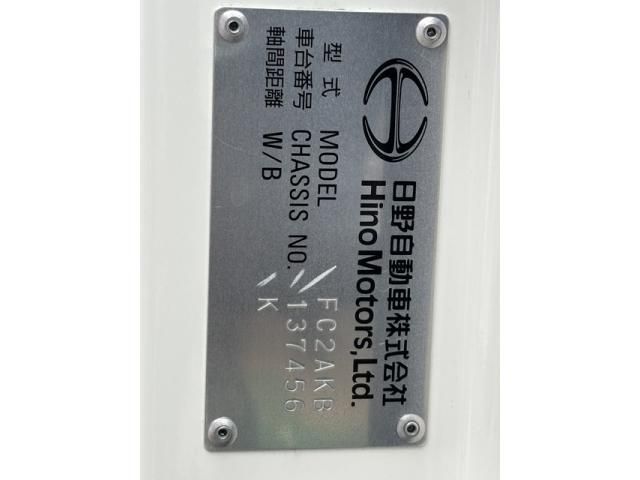 日野自動車株式会社
Hino Motors, Ltd.
型式 MODEL FC2AKB
車台番号 CHASSIS NO. 137456
軸間距離 W/B K